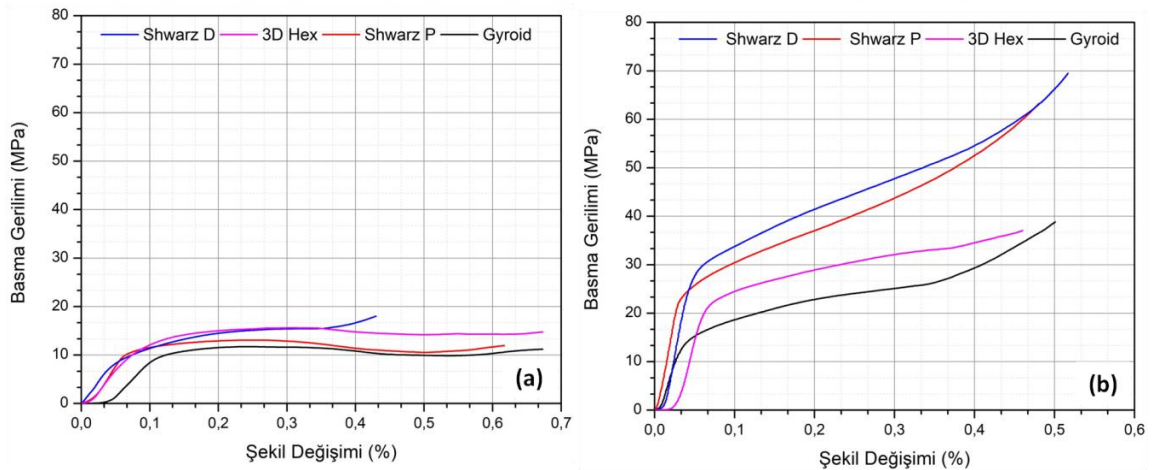 Shwarz D 3D Hex Shwarz P Gyroid
80
70
60
50
40
30
20
10
0
Basma Gerilimi (MPa)
(a)
0,0 0,1 0,2 0,3 0,4 0,5 0,6 0,7
Şekil Değişimi (%)
Shwarz D Shwarz P 3D Hex Gyroid
80
70
60
50
40
30
20
10
0
Basma Gerilimi (MPa)
(b)
0,0 0,1 0,2 0,3 0,4 0,5 0,6
Şekil Değişimi (%)